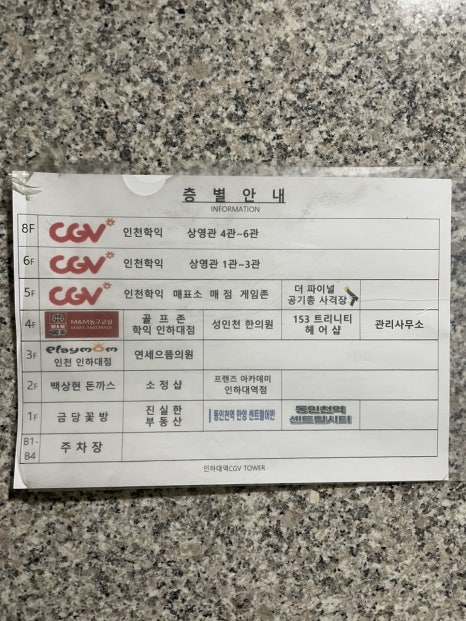 층 별 안 내
INFORMATION
8F CGV 인천학익 상영관 4관~6관
6F CGV 인천학익 상영관 1관~3관
5F CGV 인천학익 매표소 매 점 게임존 더 파이널
공기총 사격장
4F M&M농구교실 골 프 존
학익 인하대점 성인천 한의원 153 트리니티
헤 어 샵 관리사무소
3F playmom
인천 인하대점 연세으뜸의원
2F 백상현 돈까스 소 정 샵 프렌즈 아카데미
인하대역점
1F 금 당 꽃 방 진 실 한
부 동 산 동인천역 한양 센트럴어반 동인천역
센트럴시티
B1-
B4 주 차 장
인하대역CGV TOWER